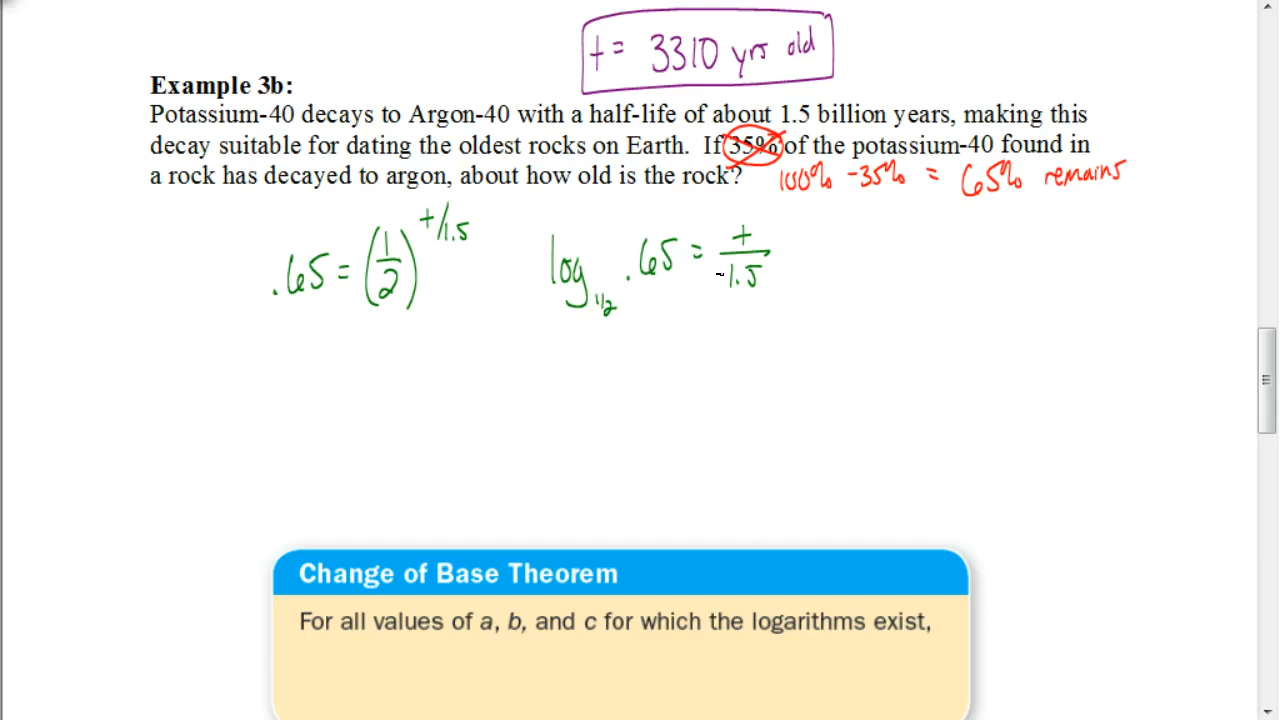 t = 3310 yrs old
Example 3b:
Potassium-40 decays to Argon-40 with a half-life of about 1.5 billion years, making this
decay suitable for dating the oldest rocks on Earth. If 35% of the potassium-40 found in
a rock has decayed to argon, about how old is the rock?
100% - 35% = 65% remains
.65 = (1/2)^t/1.5
log_1/2 .65 = t/1.5
Change of Base Theorem
For all values of a, b, and c for which the logarithms exist,